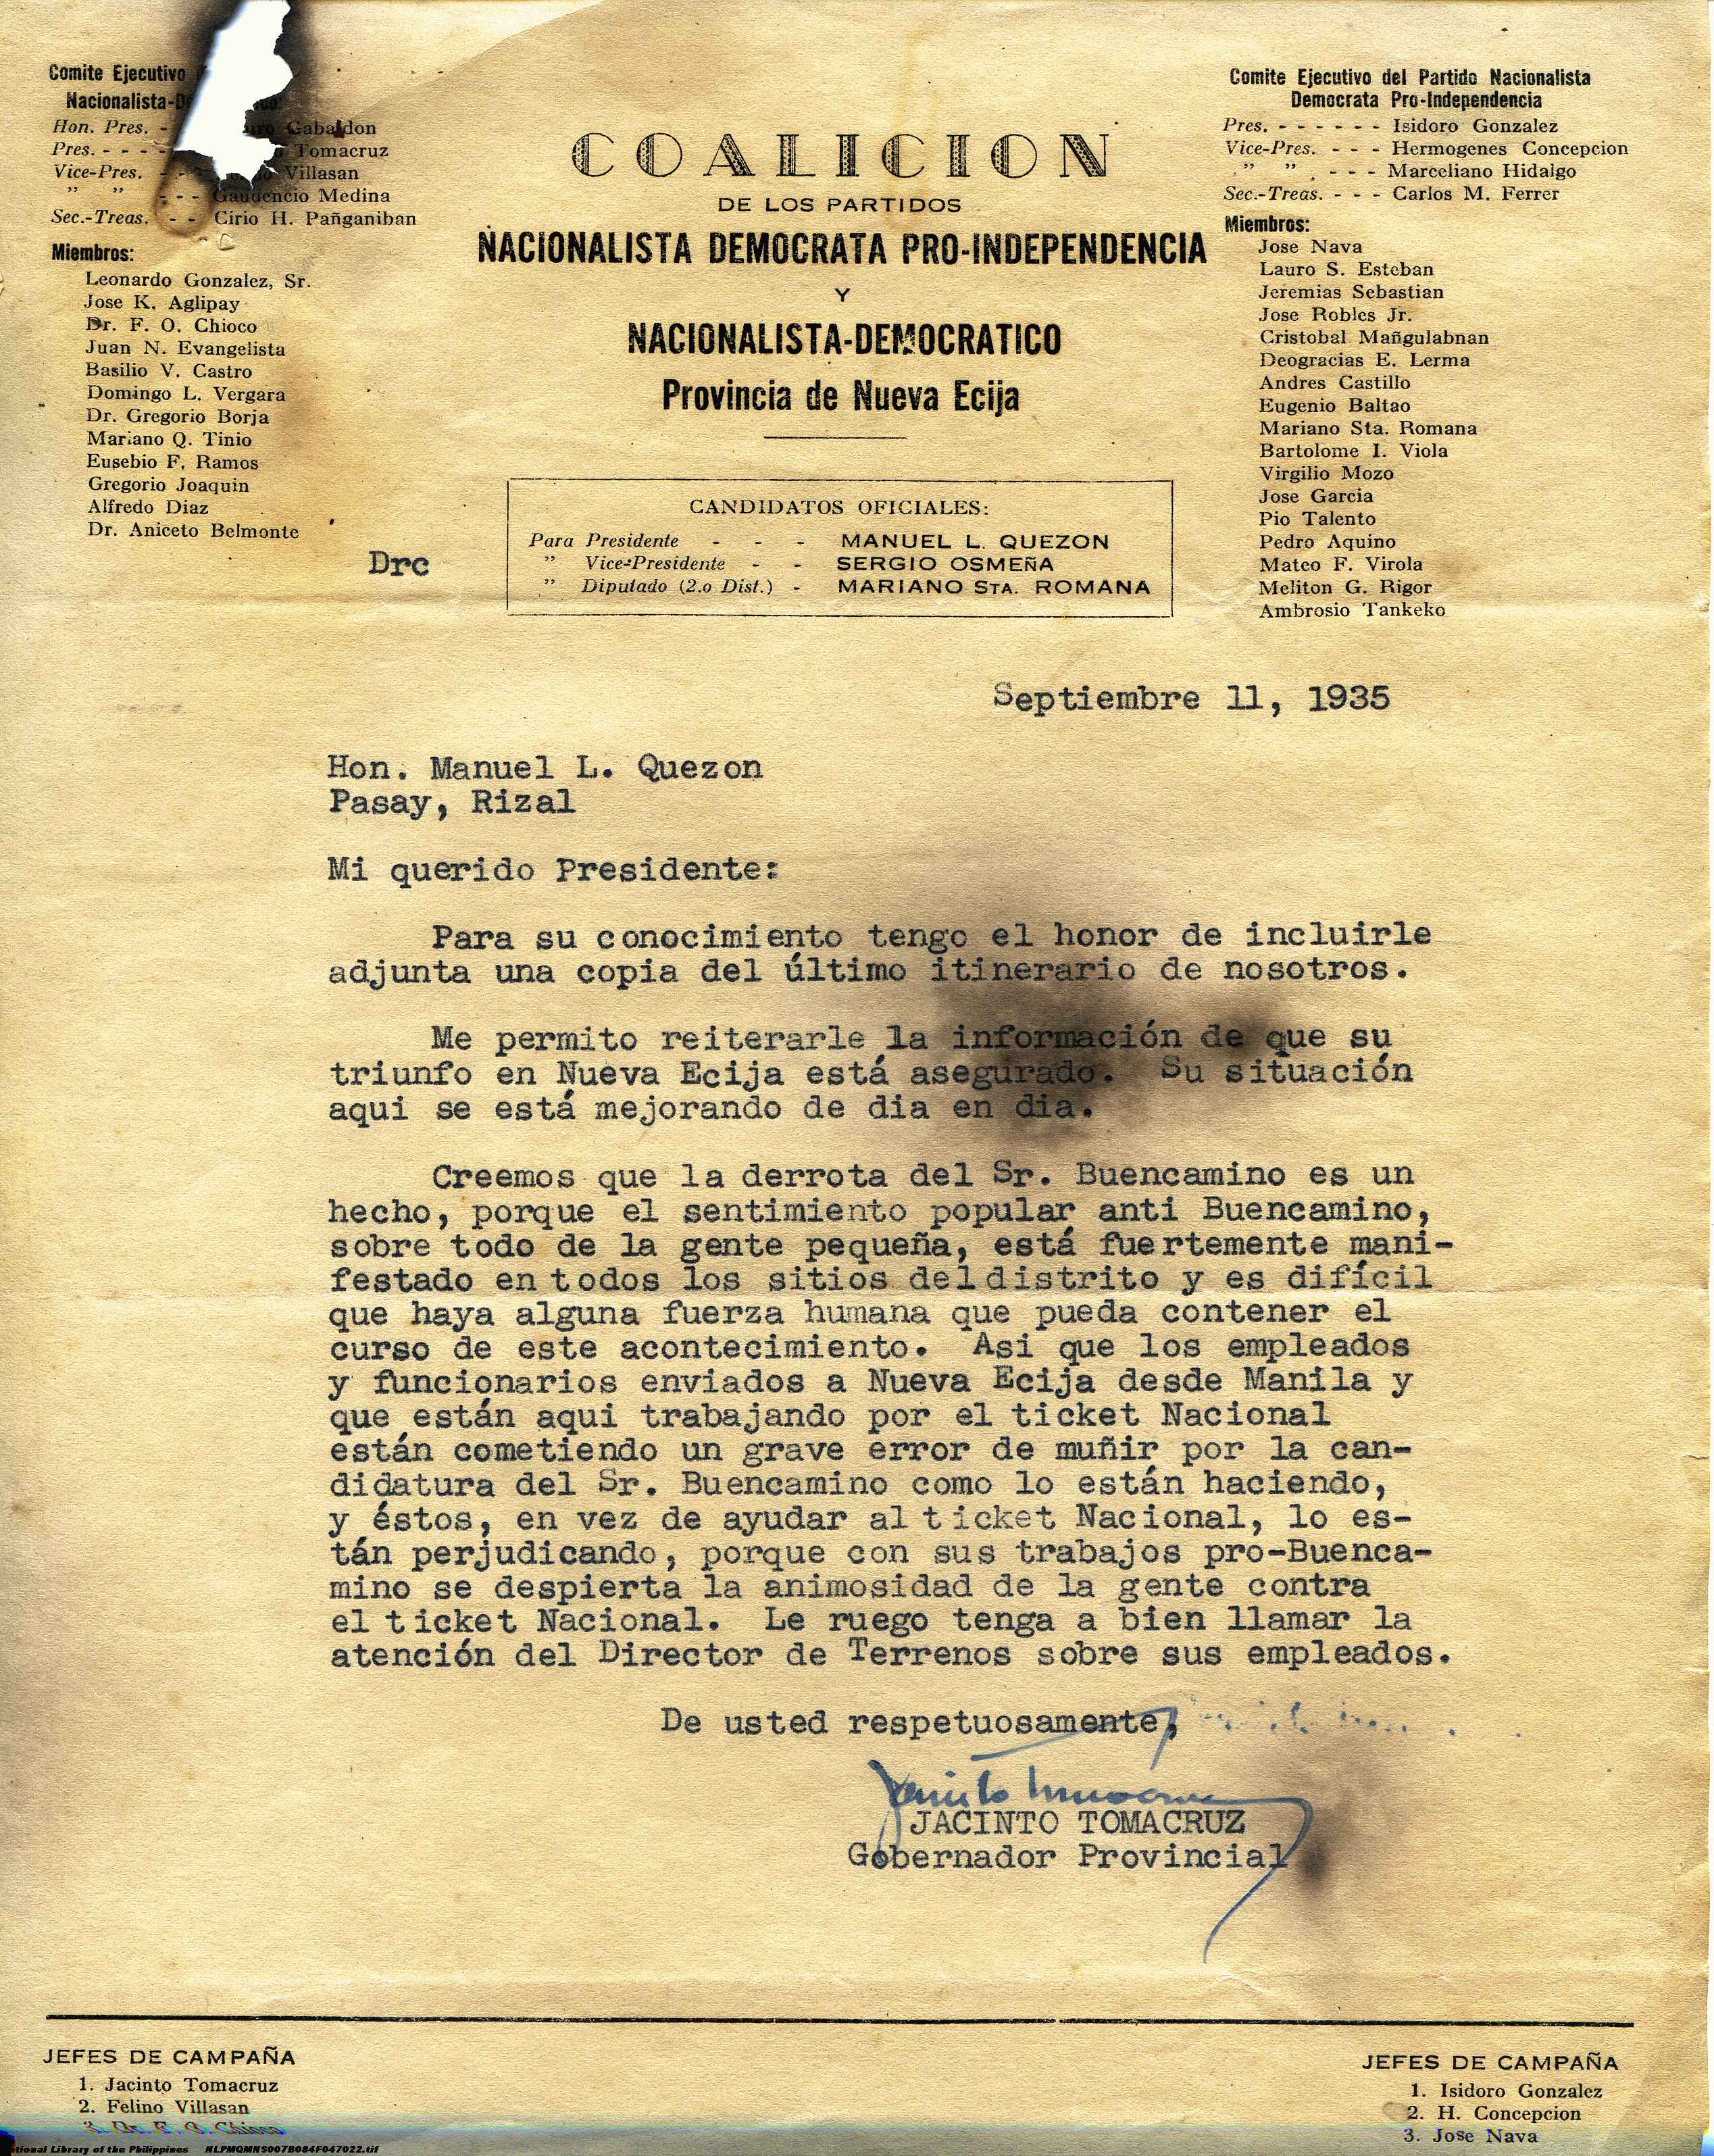 Comite Ejecutivo
Nacionalista-
Hon. Pres. - Gabaldon
Pres. - - - - Tomacruz
Vice-Pres. - - Villasan
" " - - - Gaudencio Medina
Sec.-Treas. - - Cirio H. Pañganiban
Miembros:
Leonardo Gonzalez, Sr.
Jose K. Aglipay
Dr. F. O. Chioco
Juan N. Evangelista
Basilio V. Castro
Domingo L. Vergara
Dr. Gregorio Borja
Mariano Q. Tinio
Eusebio F. Ramos
Gregorio Joaquin
Alfredo Diaz
Dr. Aniceto Belmonte
Drc
COALICION
DE LOS PARTIDOS
NACIONALISTA DEMOCRATA PRO-INDEPENDENCIA
Y
NACIONALISTA-DEMOCRATICO
Provincia de Nueva Ecija
CANDIDATOS OFICIALES:
Para Presidente - - - MANUEL L. QUEZON
" Vice-Presidente - - SERGIO OSMEÑA
" Diputado (2.o Dist.) - MARIANO STA. ROMANA
Comite Ejecutivo del Partido Nacionalista
Democrata Pro-Independencia
Pres. - - - - - - Isidoro Gonzalez
Vice-Pres. - - - Hermogenes Concepcion
" " . - - - Marceliano Hidalgo
Sec.-Treas. - - - Carlos M. Ferrer
Miembros:
Jose Nava
Lauro S. Esteban
Jeremias Sebastian
Jose Robles Jr.
Cristobal Mañgulabnan
Deogracias E. Lerma
Andres Castillo
Eugenio Baltao
Mariano Sta. Romana
Bartolome I. Viola
Virgilio Mozo
Jose Garcia
Pio Talento
Pedro Aquino
Mateo F. Virola
Meliton G. Rigor
Ambrosio Tankeko
Septiembre 11, 1935
Hon. Manuel L. Quezon
Pasay, Rizal
Mi querido Presidente:
Para su conocimiento tengo el honor de incluirle
adjunta una copia del último itinerario de nosotros.
Me permito reiterarle la información de que su
triunfo en Nueva Ecija está asegurado. Su situación
aqui se está mejorando de dia en dia.
Creemos que la derrota del Sr. Buencamino es un
hecho, porque el sentimiento popular anti Buencamino,
sobre todo de la gente pequeña, está fuertemente mani-
festado en todos los sitios del distrito y es difícil
que haya alguna fuerza humana que pueda contener el
curso de este acontecimiento. Asi que los empleados
y funcionarios enviados a Nueva Ecija desde Manila y
que están aqui trabajando por el ticket Nacional
están cometiendo un grave error de muñir por la can-
didatura del Sr. Buencamino como lo están haciendo,
y éstos, en vez de ayudar al ticket Nacional, lo es-
tán perjudicando, porque con sus trabajos pro-Buenca-
mino se despierta la animosidad de la gente contra
el ticket Nacional. Le ruego tenga a bien llamar la
atención del Director de Terrenos sobre sus empleados.
De usted respetuosamente,
Jacinto Tomacruz
JACINTO TOMACRUZ
Gobernador Provincial
JEFES DE CAMPAÑA
1. Jacinto Tomacruz
2. Felino Villasan
3. Dr. F. O. Chioco
JEFES DE CAMPAÑA
1. Isidoro Gonzalez
2. H. Concepcion
3. Jose Nava
Library of the Philippines NLPMQMNS007B084F047022.tif